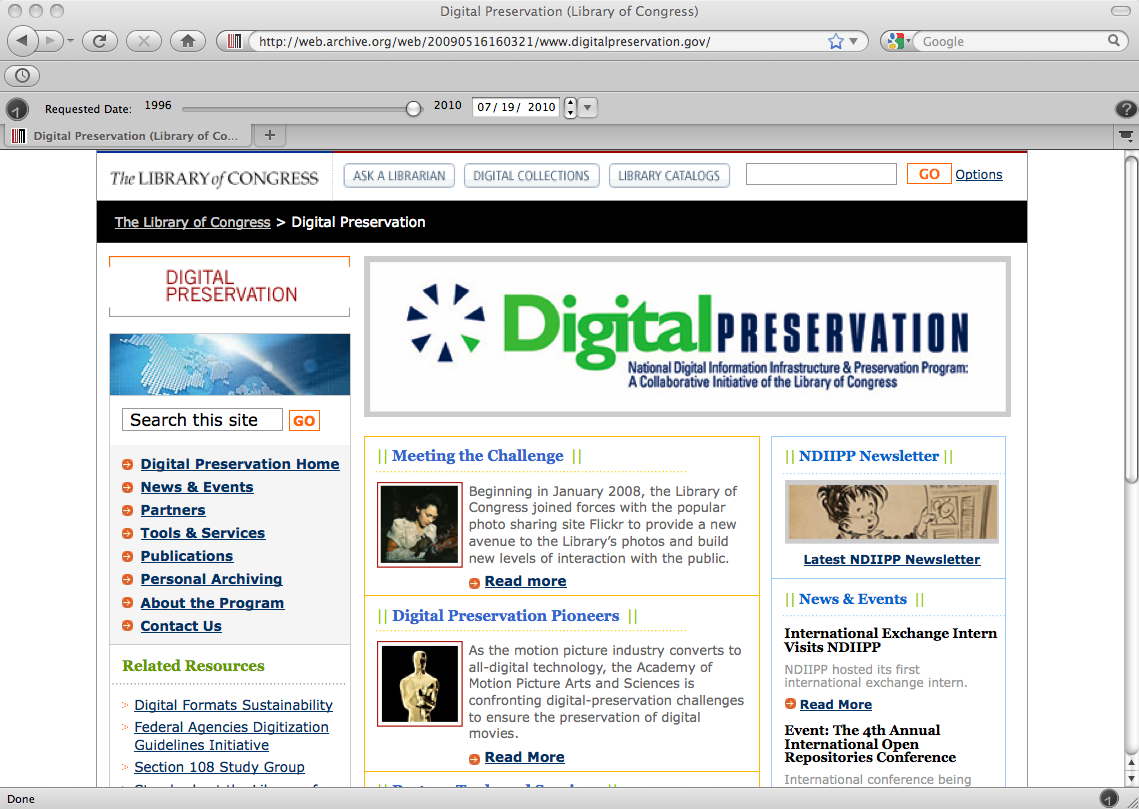 Digital Preservation (Library of Congress)
http://web.archive.org/web/20090516160321/www.digitalpreservation.gov/
Google
Requested Date: 1996 2010 07/ 19/ 2010
Digital Preservation (Library of Co...
The LIBRARY of CONGRESS
ASK A LIBRARIAN DIGITAL COLLECTIONS LIBRARY CATALOGS GO Options
The Library of Congress > Digital Preservation
DIGITAL
PRESERVATION
Search this site GO
Digital Preservation Home
News & Events
Partners
Tools & Services
Publications
Personal Archiving
About the Program
Contact Us
Related Resources
Digital Formats Sustainability
Federal Agencies Digitization
Guidelines Initiative
Section 108 Study Group
Digital PRESERVATION
National Digital Information Infrastructure & Preservation Program:
A Collaborative Initiative of the Library of Congress
|| Meeting the Challenge ||
Beginning in January 2008, the Library of
Congress joined forces with the popular
photo sharing site Flickr to provide a new
avenue to the Library's photos and build
new levels of interaction with the public.
Read more
|| Digital Preservation Pioneers ||
As the motion picture industry converts to
all-digital technology, the Academy of
Motion Picture Arts and Sciences is
confronting digital-preservation challenges
to ensure the preservation of digital
movies.
Read More
|| NDIIPP Newsletter ||
Latest NDIIPP Newsletter
|| News & Events ||
International Exchange Intern
Visits NDIIPP
NDIIPP hosted its first
international exchange intern.
Read More
Event: The 4th Annual
International Open
Repositories Conference
International conference being
Done